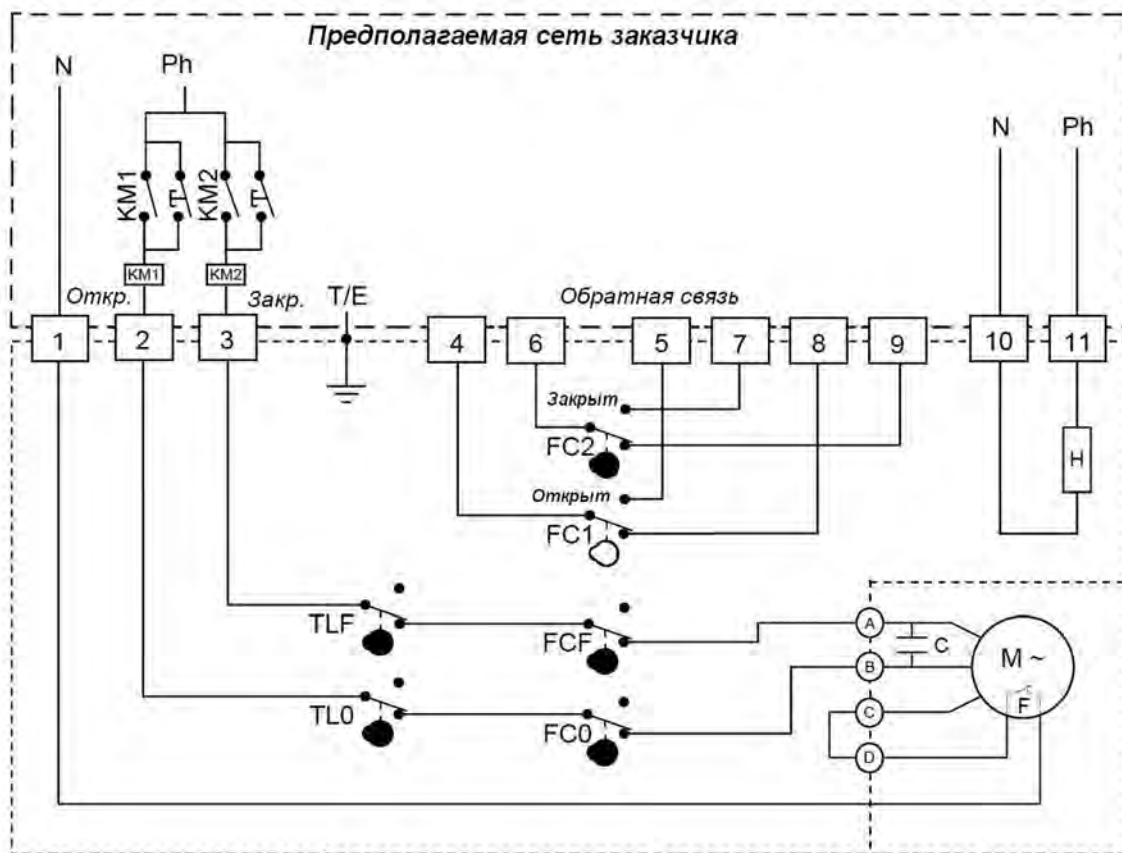 Предполагаемая сеть заказчика
N
Ph
N
Ph
KM1
T
KM2
T
KM1
KM2
Откр.
Закр.
T/E
Обратная связь
1
2
3
4
6
5
7
8
9
10
11
Закрыт
FC2
H
Открыт
FC1
TLF
FCF
A
C
M ~
B
F
C
TL0
FC0
D